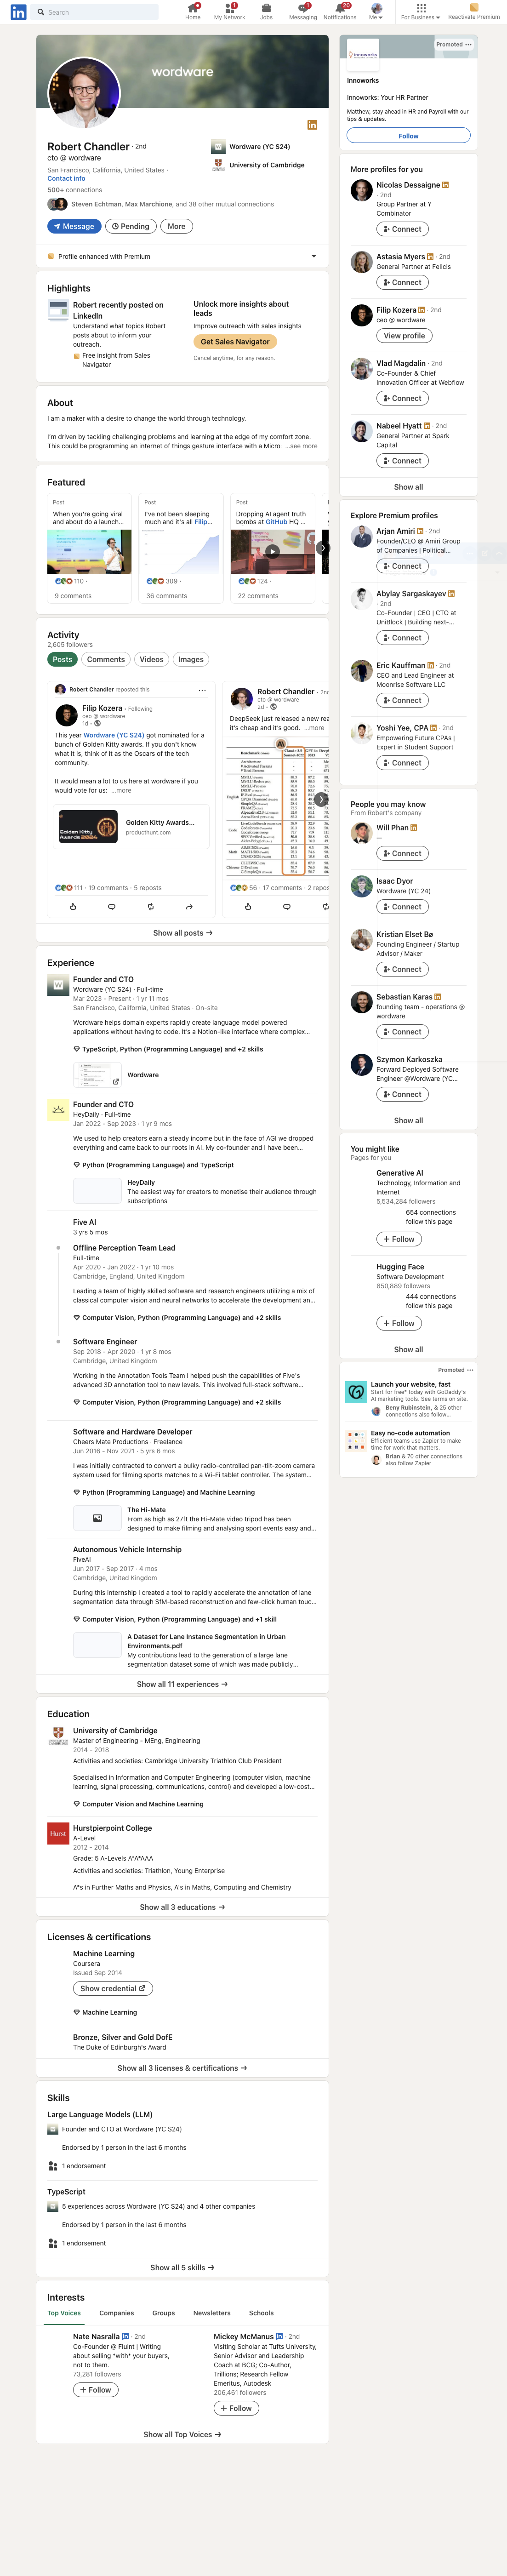 Search
Home
My Network
Jobs
Messaging
Notifications
Me
For Business
Reactivate Premium
wordware
Robert Chandler · 2nd
cto @ wordware
San Francisco, California, United States ·
Contact info
500+ connections
Steven Echtman, Max Marchione, and 38 other mutual connections
Wordware (YC S24)
University of Cambridge
Message
Pending
More
Profile enhanced with Premium
Highlights
Robert recently posted on
LinkedIn
Understand what topics Robert
posts about to inform your
outreach.
Free insight from Sales
Navigator
Unlock more insights about
leads
Improve outreach with sales insights
Get Sales Navigator
Cancel anytime, for any reason.
About
I am a maker with a desire to change the world through technology.
I'm driven by tackling challenging problems and learning at the edge of my comfort zone.
This could be programming an internet of things gesture interface with a Micro: ...see more
Featured
Post
When you're going viral
and about do a launch...
110 ·
9 comments
Post
I've not been sleeping
much and it's all Filip...
309 ·
36 comments
Post
Dropping AI agent truth
bombs at GitHub HQ ...
124 ·
22 comments
Activity
2,605 followers
Posts
Comments
Videos
Images
Robert Chandler reposted this
Filip Kozera · Following
ceo @ wordware
1d ·
This year Wordware (YC S24) got nominated for a
bunch of Golden Kitty awards. If you don't know
what it is, think of it as the Oscars of the tech
community.
It would mean a lot to us here at wordware if you
would vote for us: ...more
Golden Kitty
Awards 2024
Golden Kitty Awards...
producthunt.com
111 · 19 comments · 5 reposts
Robert Chandler · 2nd
cto @ wordware
2d ·
DeepSeek just released a new rea
it's cheap and it's good. ...more
56 · 17 comments · 2 repos
Show all posts →
Experience
Founder and CTO
Wordware (YC S24) · Full-time
Mar 2023 - Present · 1 yr 11 mos
San Francisco, California, United States · On-site
Wordware helps domain experts rapidly create language model powered
applications without having to code. It's a Notion-like interface where complex...
TypeScript, Python (Programming Language) and +2 skills
Wordware
Founder and CTO
HeyDaily · Full-time
Jan 2022 - Sep 2023 · 1 yr 9 mos
We used to help creators earn a steady income but in the face of AGI we dropped
everything and came back to our roots in AI. My co-founder and I have been...
Python (Programming Language) and TypeScript
HeyDaily
The easiest way for creators to monetise their audience through
subscriptions
Five AI
3 yrs 5 mos
Offline Perception Team Lead
Full-time
Apr 2020 - Jan 2022 · 1 yr 10 mos
Cambridge, England, United Kingdom
Leading a team of highly skilled software and research engineers utilizing a mix of
classical computer vision and neural networks to accelerate the development an...
Computer Vision, Python (Programming Language) and +2 skills
Software Engineer
Sep 2018 - Apr 2020 · 1 yr 8 mos
Cambridge, United Kingdom
Working in the Annotation Tools Team I helped push the capabilities of Five's
advanced 3D annotation tool to new levels. This involved full-stack software...
Computer Vision, Python (Programming Language) and +2 skills
Software and Hardware Developer
Cheers Mate Productions · Freelance
Jun 2016 - Nov 2021 · 5 yrs 6 mos
I was initially contracted to convert a bulky radio-controlled pan-tilt-zoom camera
system used for filming sports matches to a Wi-Fi tablet controller. The system...
Python (Programming Language) and Machine Learning
The Hi-Mate
From as high as 27ft the Hi-Mate video tripod has been
designed to make filming and analysing sport events easy and...
Autonomous Vehicle Internship
FiveAI
Jun 2017 - Sep 2017 · 4 mos
Cambridge, United Kingdom
During this internship I created a tool to rapidly accelerate the annotation of lane
segmentation data through SfM-based reconstruction and few-click human touc...
Computer Vision, Python (Programming Language) and +1 skill
A Dataset for Lane Instance Segmentation in Urban
Environments.pdf
My contributions lead to the generation of a large lane
segmentation dataset some of which was made publicly...
Show all 11 experiences →
Education
University of Cambridge
Master of Engineering - MEng, Engineering
2014 - 2018
Activities and societies: Cambridge University Triathlon Club President
Specialised in Information and Computer Engineering (computer vision, machine
learning, signal processing, communications, control) and developed a low-cost...
Computer Vision and Machine Learning
Hurst
Hurstpierpoint College
A-Level
2012 - 2014
Grade: 5 A-Levels A*A*AAA
Activities and societies: Triathlon, Young Enterprise
A*s in Further Maths and Physics, A's in Maths, Computing and Chemistry
Show all 3 educations →
Licenses & certifications
Machine Learning
Coursera
Issued Sep 2014
Show credential
Machine Learning
Bronze, Silver and Gold DofE
The Duke of Edinburgh's Award
Show all 3 licenses & certifications →
Skills
Large Language Models (LLM)
Founder and CTO at Wordware (YC S24)
Endorsed by 1 person in the last 6 months
1 endorsement
TypeScript
5 experiences across Wordware (YC S24) and 4 other companies
Endorsed by 1 person in the last 6 months
1 endorsement
Show all 5 skills →
Interests
Top Voices
Companies
Groups
Newsletters
Schools
Nate Nasralla · 2nd
Co-Founder @ Fluint | Writing
about selling *with* your buyers,
not to them.
73,281 followers
+ Follow
Mickey McManus · 2nd
Visiting Scholar at Tufts University,
Senior Advisor and Leadership
Coach at BCG; Co-Author,
Trillions; Research Fellow
Emeritus, Autodesk
206,461 followers
+ Follow
Show all Top Voices →
Promoted
Innoworks
Innoworks
Innoworks: Your HR Partner
Matthew, stay ahead in HR and Payroll with our
tips & updates.
Follow
More profiles for you
Nicolas Dessaigne
· 2nd
Group Partner at Y
Combinator
Connect
Astasia Myers · 2nd
General Partner at Felicis
Connect
Filip Kozera · 2nd
ceo @ wordware
View profile
Vlad Magdalin · 2nd
Co-Founder & Chief
Innovation Officer at Webflow
Connect
Nabeel Hyatt · 2nd
General Partner at Spark
Capital
Connect
Show all
Explore Premium profiles
Arjan Amiri · 2nd
Founder/CEO @ Amiri Group
of Companies | Political...
Connect
Abylay Sargaskayev
· 2nd
Co-Founder | CEO | CTO at
UniBlock | Building next-...
Connect
Eric Kauffman · 2nd
CEO and Lead Engineer at
Moonrise Software LLC
Connect
Yoshi Yee, CPA · 2nd
Empowering Future CPAs |
Expert in Student Support
Connect
People you may know
From Robert's company
Will Phan
--
Connect
Isaac Dyor
Wordware (YC 24)
Connect
Kristian Elset Bø
Founding Engineer / Startup
Advisor / Maker
Connect
Sebastian Karas
founding team - operations @
wordware
Connect
Szymon Karkoszka
Forward Deployed Software
Engineer @Wordware (YC...
Connect
Show all
You might like
Pages for you
Generative AI
Technology, Information and
Internet
5,534,284 followers
654 connections
follow this page
+ Follow
Hugging Face
Software Development
850,889 followers
444 connections
follow this page
+ Follow
Show all
Promoted
Launch your website, fast
Start for free* today with GoDaddy's
AI marketing tools. See terms on site.
Beny Rubinstein, & 25 other
connections also follow...
Easy no-code automation
Efficient teams use Zapier to make
time for work that matters.
Brian & 70 other connections
also follow Zapier